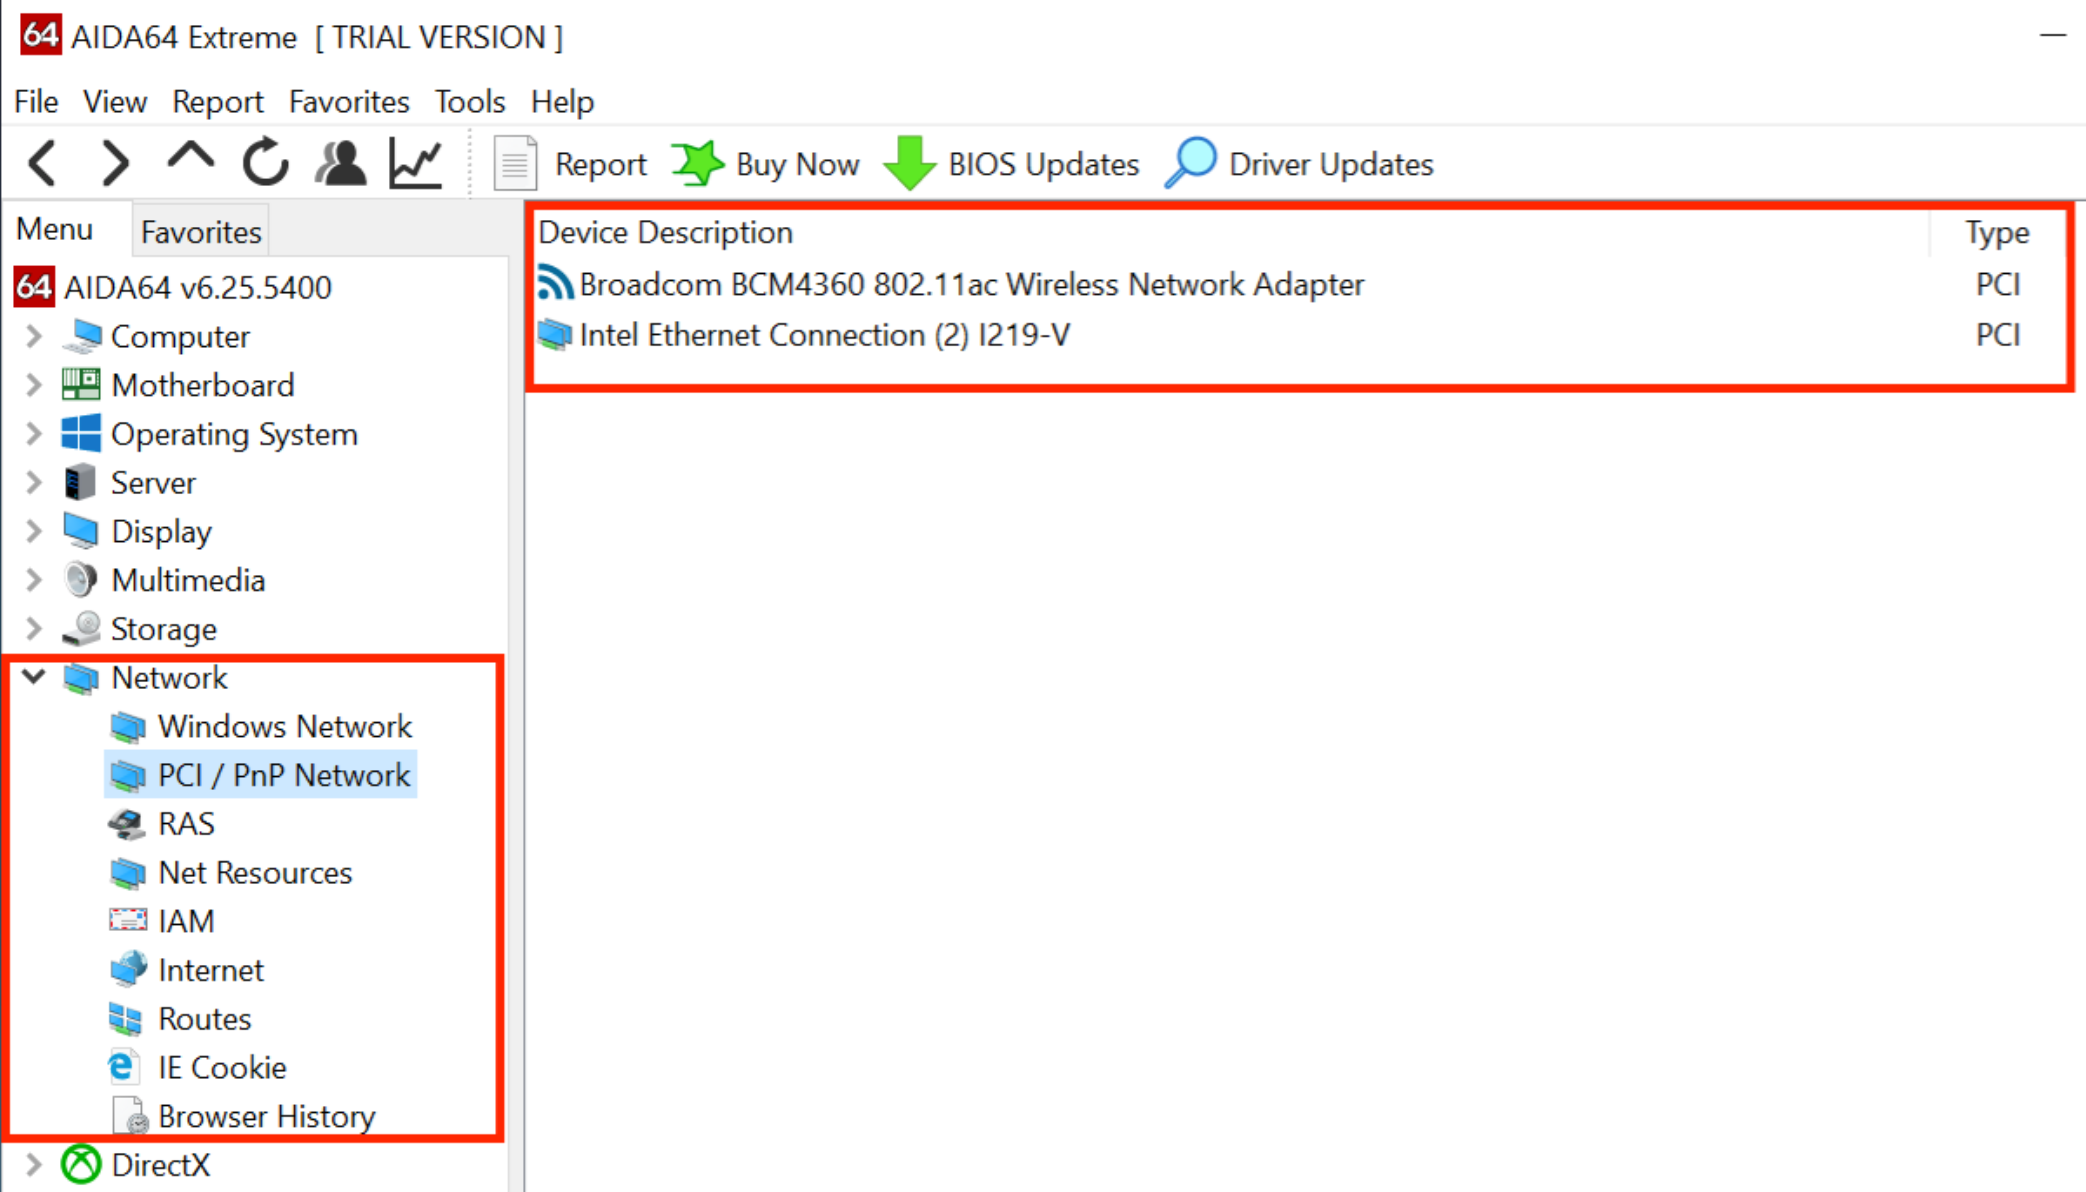 64 AIDA64 Extreme [ TRIAL VERSION ]
File View Report Favorites Tools Help
Report Buy Now BIOS Updates Driver Updates
Menu Favorites
64 AIDA64 v6.25.5400
Computer
Motherboard
Operating System
Server
Display
Multimedia
Storage
Network
Windows Network
PCI / PnP Network
RAS
Net Resources
IAM
Internet
Routes
IE Cookie
Browser History
DirectX
Device Description Type
Broadcom BCM4360 802.11ac Wireless Network Adapter PCI
Intel Ethernet Connection (2) I219-V PCI